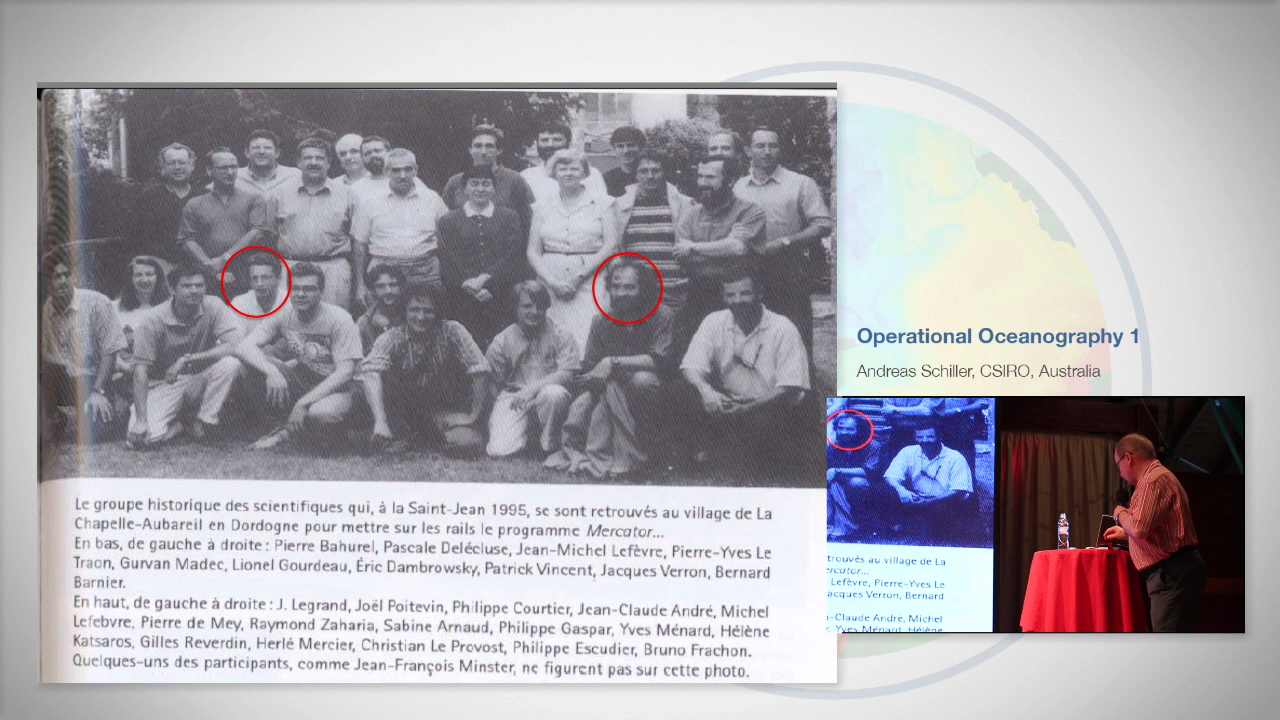 Le groupe historique des scientifiques qui, à la Saint-Jean 1995, se sont retrouvés au village de La
Chapelle-Aubareil en Dordogne pour mettre sur les rails le programme Mercator...
En bas, de gauche à droite : Pierre Bahurel, Pascale Delécluse, Jean-Michel Lefèvre, Pierre-Yves Le
Traon, Gurvan Madec, Lionel Gourdeau, Éric Dambrowsky, Patrick Vincent, Jacques Verron, Bernard
Barnier.
En haut, de gauche à droite : J. Legrand, Joël Poitevin, Philippe Courtier, Jean-Claude André, Michel
Lefebvre, Pierre de Mey, Raymond Zaharia, Sabine Arnaud, Philippe Gaspar, Yves Ménard, Hélène
Katsaros, Gilles Reverdin, Herlé Mercier, Christian Le Provost, Philippe Escudier, Bruno Frachon.
Quelques-uns des participants, comme Jean-François Minster, ne figurent pas sur cette photo.
Operational Oceanography 1
Andreas Schiller, CSIRO, Australia
trouvés au village de La
ercator...
Lefèvre, Pierre-Yves Le
acques Verron, Bernard
n-Claude André, Michel
Yves Ménard, Hélène